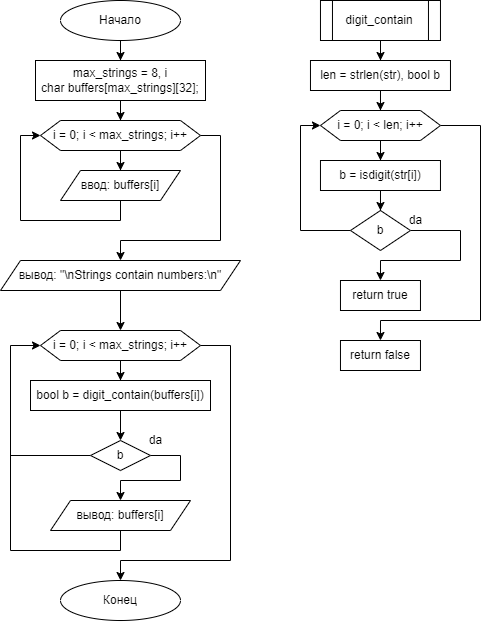 Начало
max_strings = 8, i
char buffers[max_strings][32];
i = 0; i < max_strings; i++
ввод: buffers[i]
вывод: "\nStrings contain numbers:\n"
i = 0; i < max_strings; i++
bool b = digit_contain(buffers[i])
b
da
вывод: buffers[i]
Конец
digit_contain
len = strlen(str), bool b
i = 0; i < len; i++
b = isdigit(str[i])
b
da
return true
return false